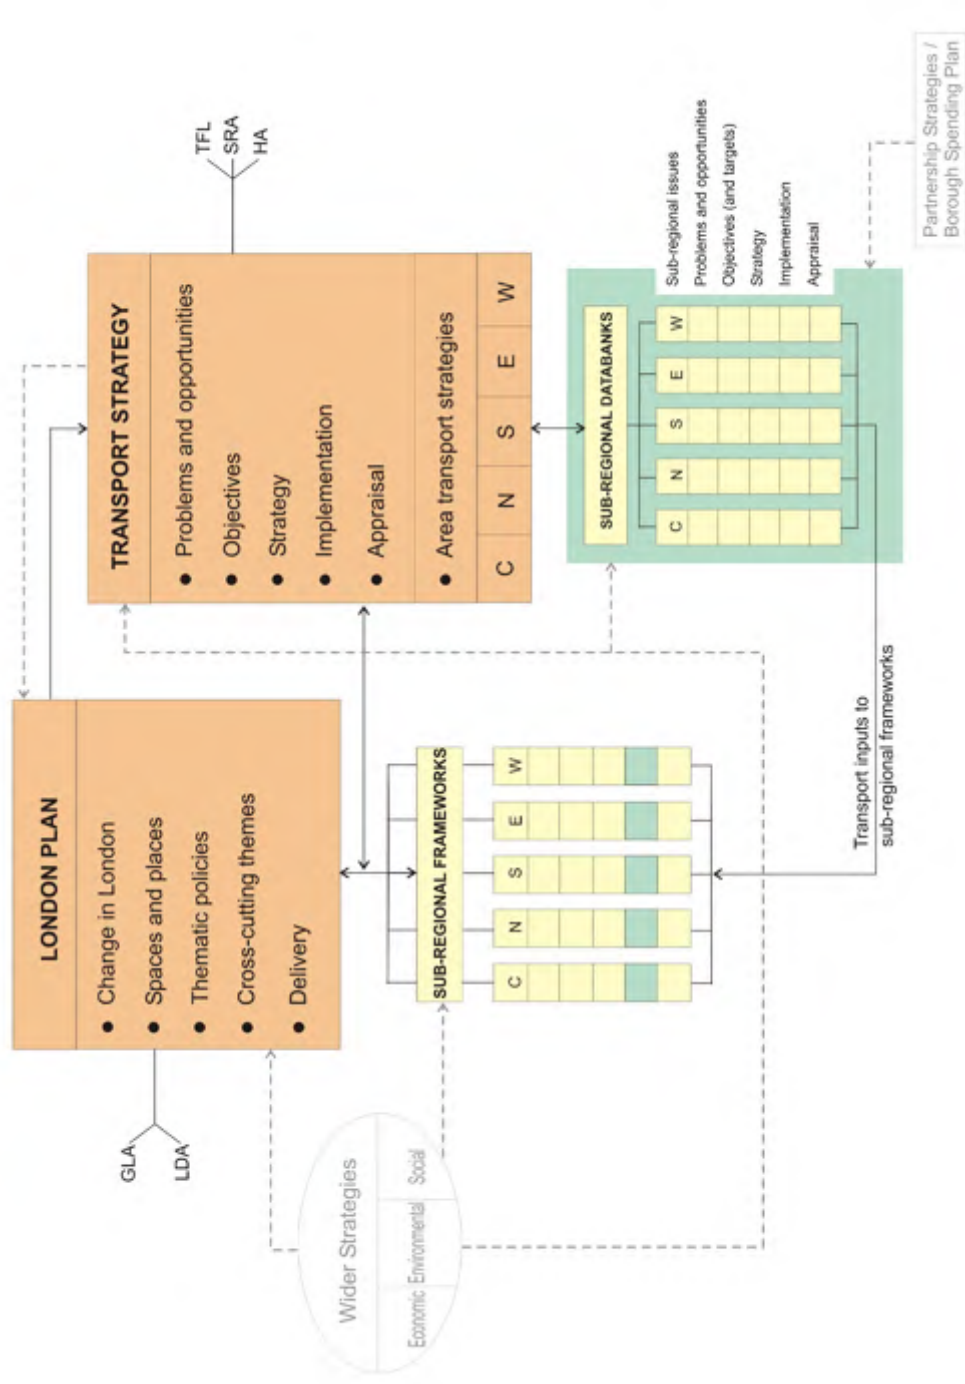 GLA
LDA
LONDON PLAN
Change in London
Spaces and places
Thematic policies
Cross-cutting themes
Delivery
TRANSPORT STRATEGY
Problems and opportunities
Objectives
Strategy
Implementation
Appraisal
Area transport strategies
C N S E W
TFL
SRA
HA
Wider Strategies
Economic Environmental Social
SUB-REGIONAL FRAMEWORKS
C N S E W
SUB-REGIONAL DATABANKS
C N S E W
Sub-regional issues
Problems and opportunities
Objectives (and targets)
Strategy
Implementation
Appraisal
Transport inputs to
sub-regional frameworks
Partnership Strategies /
Borough Spending Plan